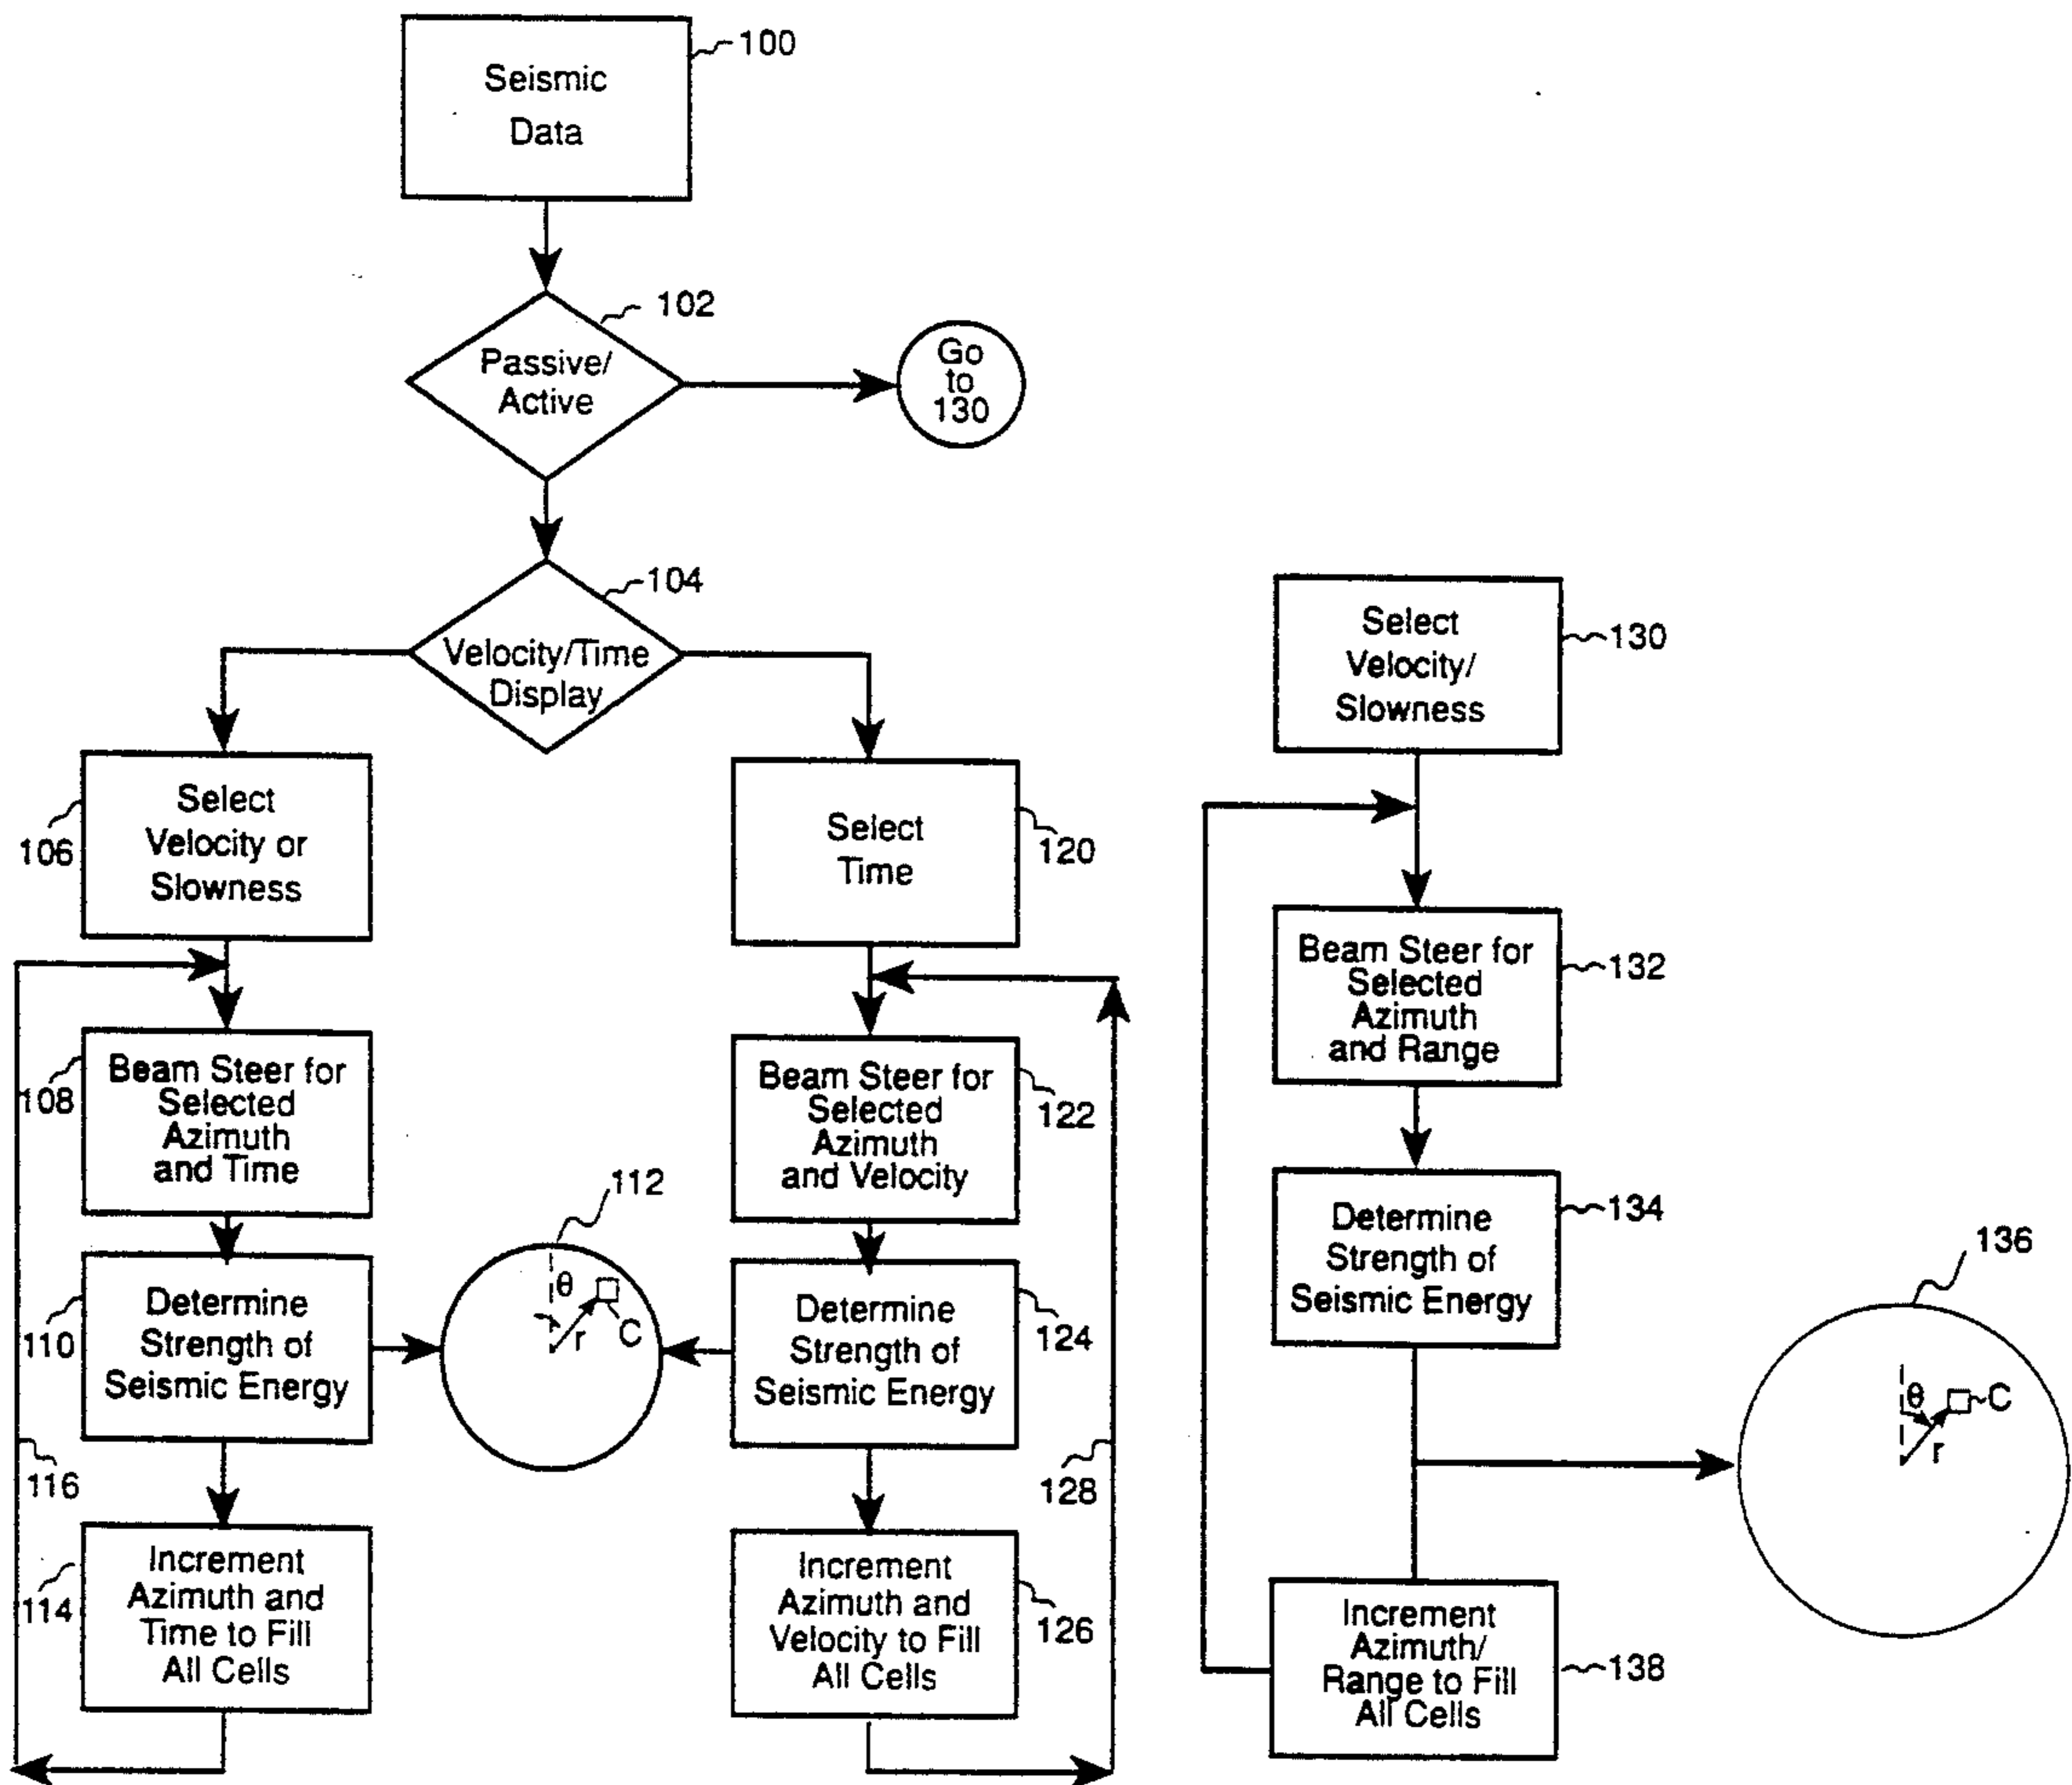 Seismic
Data
100
Passive/
Active
102
Go
to
130
Velocity/Time
Display
104
Select
Velocity or
Slowness
106
Beam Steer for
Selected
Azimuth
and Time
108
Determine
Strength of
Seismic Energy
110
112
θ
r
C
Increment
Azimuth and
Time to Fill
All Cells
114
116
Select
Time
120
Beam Steer for
Selected
Azimuth
and Velocity
122
Determine
Strength of
Seismic Energy
124
Increment
Azimuth and
Velocity to Fill
All Cells
126
128
Select
Velocity/
Slowness
130
Beam Steer for
Selected
Azimuth
and Range
132
Determine
Strength of
Seismic Energy
134
136
θ
r
C
Increment
Azimuth/
Range to Fill
All Cells
138